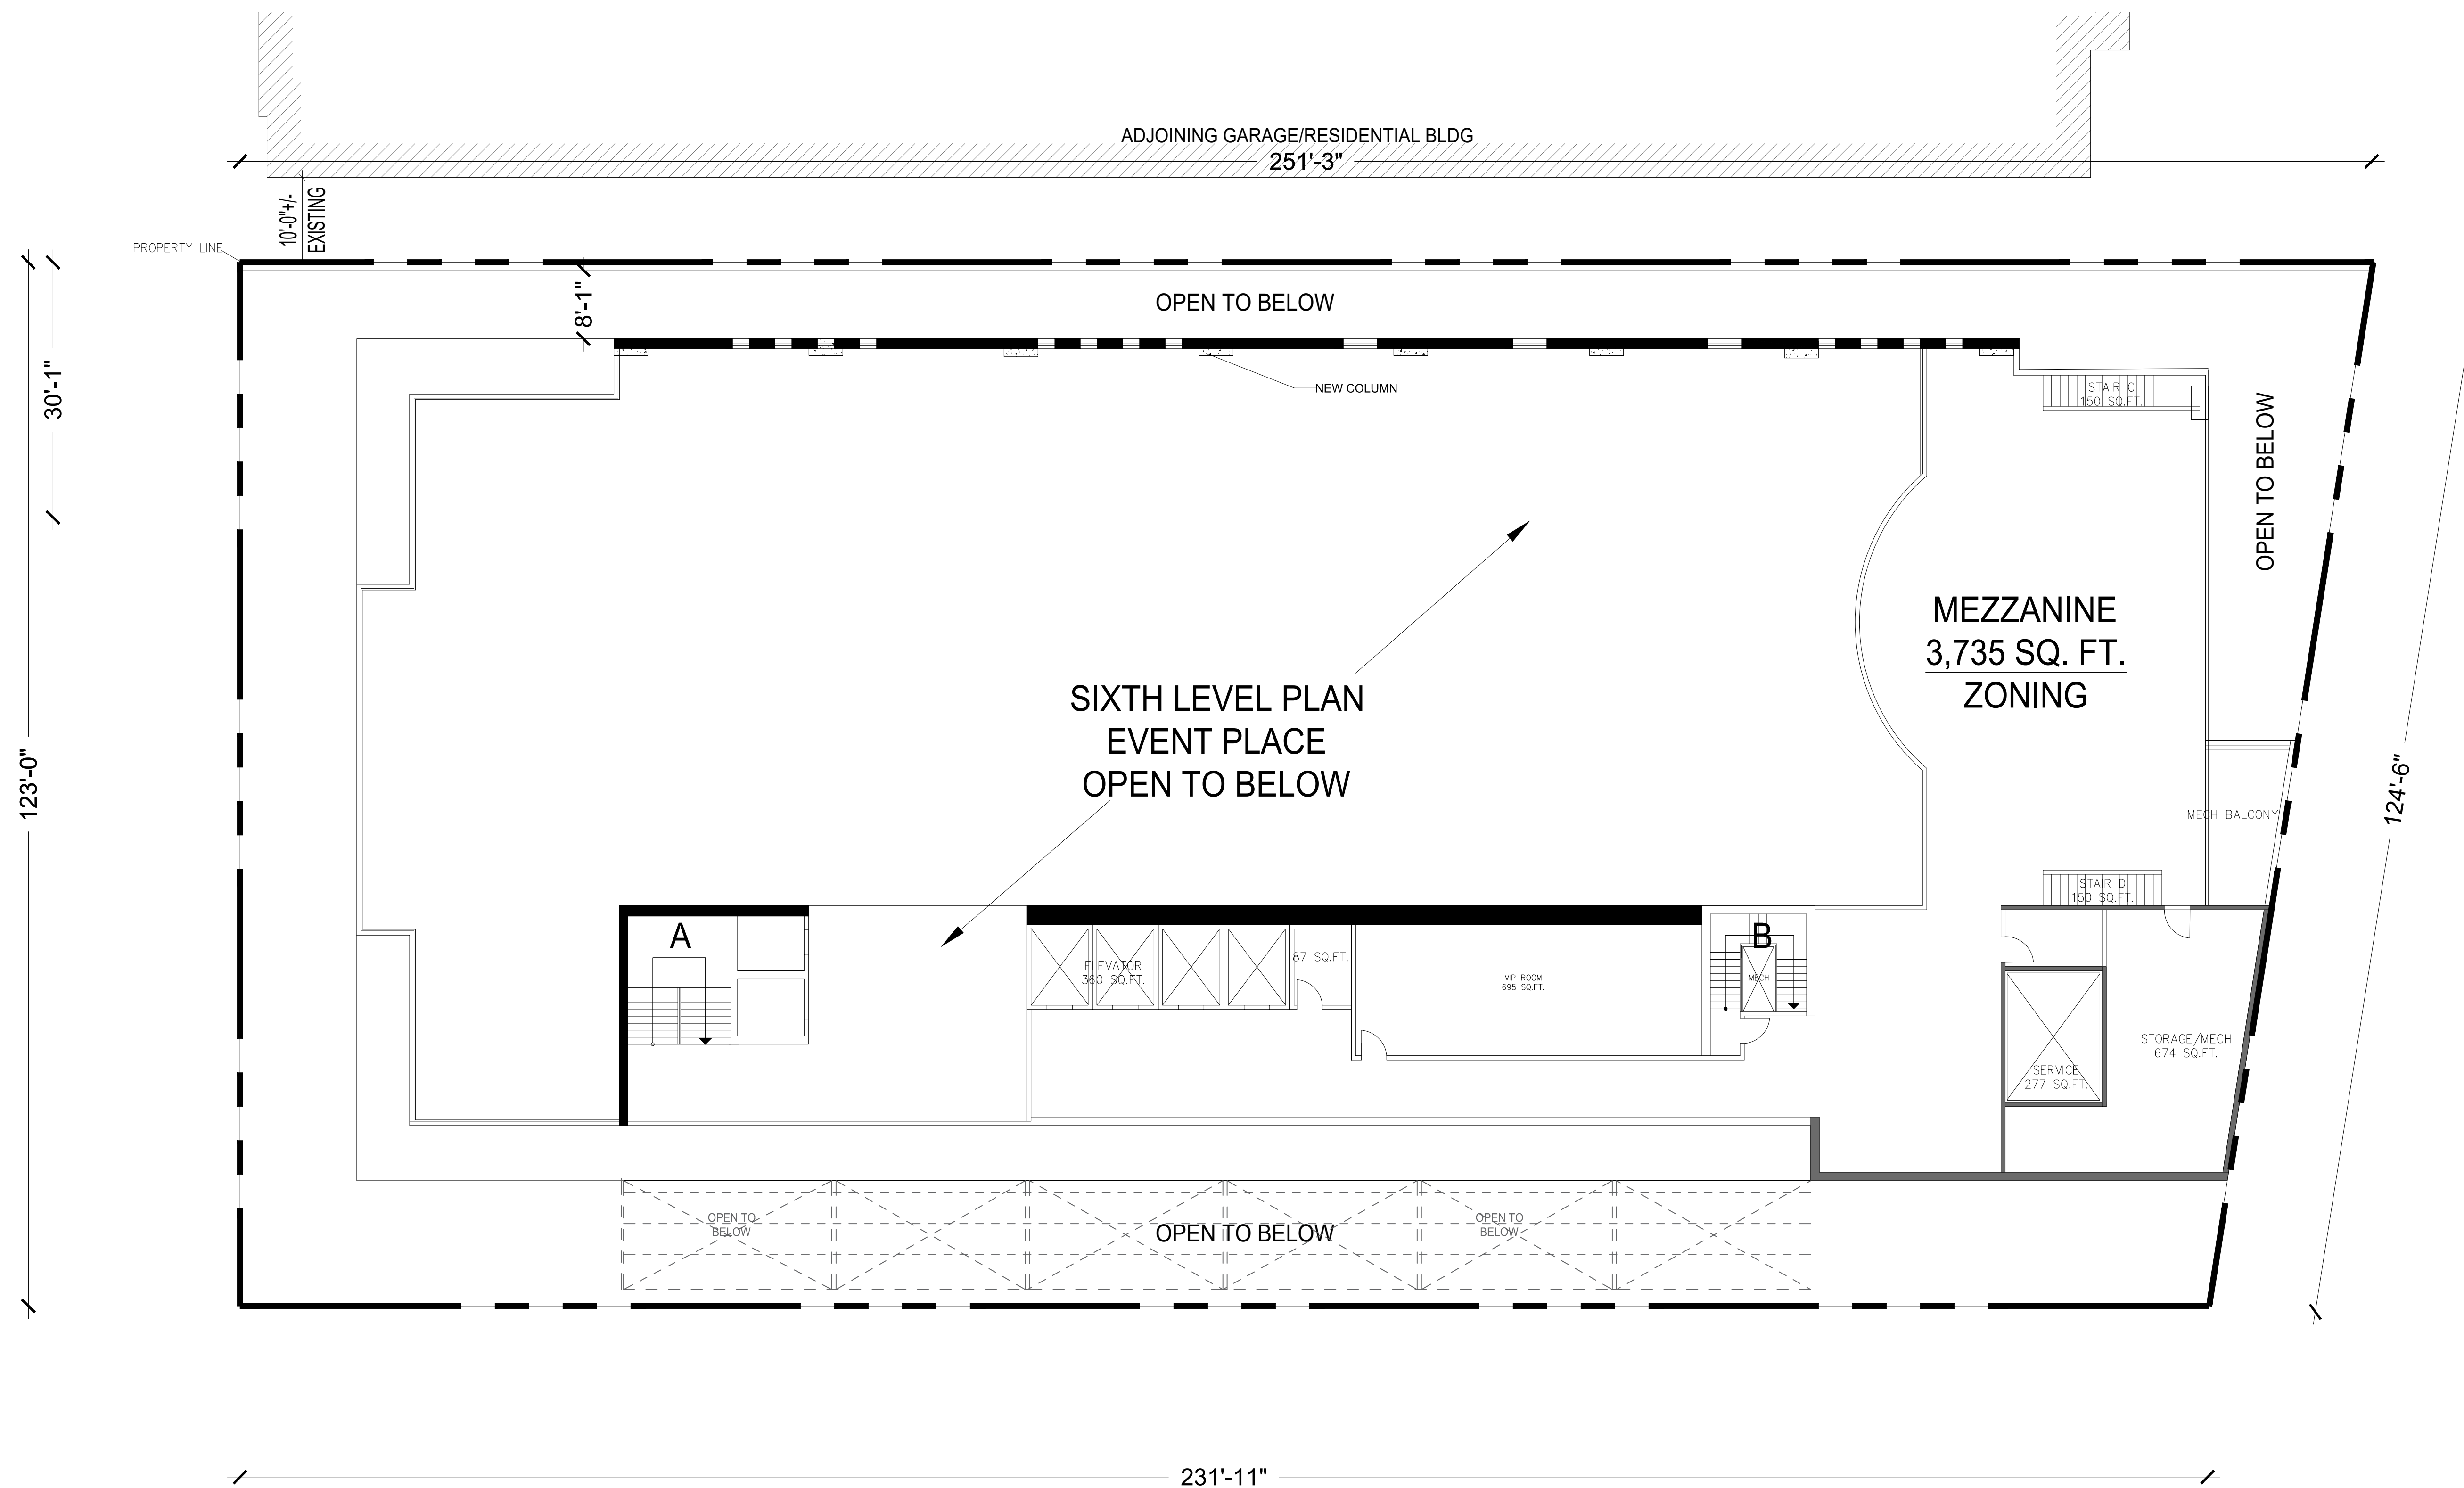 ADJOINING GARAGE/RESIDENTIAL BLDG
251'-3"
10'-0"+/-
EXISTING
PROPERTY LINE
8'-1"
OPEN TO BELOW
30'-1"
NEW COLUMN
STAIR C
150 SQ.FT.
OPEN TO BELOW
MEZZANINE
3,735 SQ. FT.
ZONING
SIXTH LEVEL PLAN
EVENT PLACE
OPEN TO BELOW
123'-0"
124'-6"
MECH BALCONY
STAIR D
150 SQ.FT.
A
B
ELEVATOR
360 SQ.FT.
87 SQ.FT.
VIP ROOM
695 SQ.FT.
MECH
STORAGE/MECH
674 SQ.FT.
SERVICE
277 SQ.FT.
OPEN TO
BELOW
OPEN TO BELOW
OPEN TO
BELOW
231'-11"